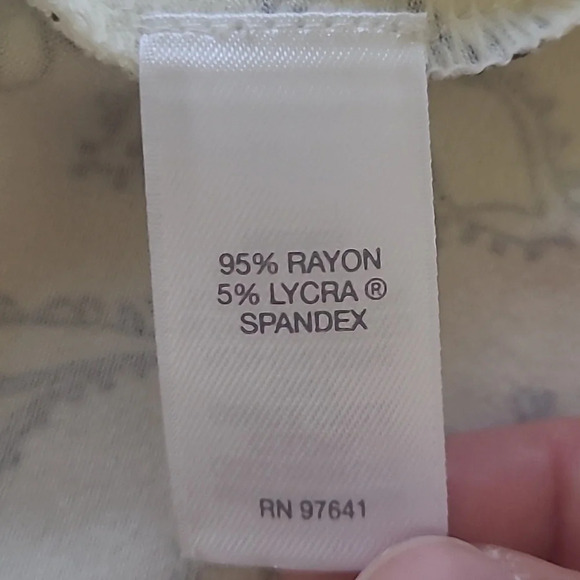 95% RAYON
5% LYCRA ®
SPANDEX
RN 97641